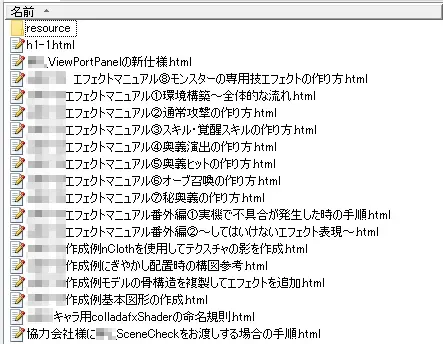 名前
resource
h1-1.html
_ViewPortPanelの新仕様.html
エフェクトマニュアル⑧モンスターの専用技エフェクトの作り方.html
エフェクトマニュアル①環境構築～全体的な流れ.html
エフェクトマニュアル②通常攻撃の作り方.html
エフェクトマニュアル③スキル・覚醒スキルの作り方.html
エフェクトマニュアル④奥義演出の作り方.html
エフェクトマニュアル⑤奥義ヒットの作り方.html
エフェクトマニュアル⑥オーブ召喚の作り方.html
エフェクトマニュアル⑦秘奥義の作り方.html
エフェクトマニュアル番外編①実機で不具合が発生した時の手順.html
エフェクトマニュアル番外編②～してはいけないエフェクト表現～.html
作成例nClothを使用してテクスチャの影を作成.html
作成例にぎやかし配置時の構図参考.html
作成例モデルの骨構造を複製してエフェクトを追加.html
作成例基本図形の作成.html
キャラ用colladafxShaderの命名規則.html
協力会社様に _SceneCheckをお渡しする場合の手順.html